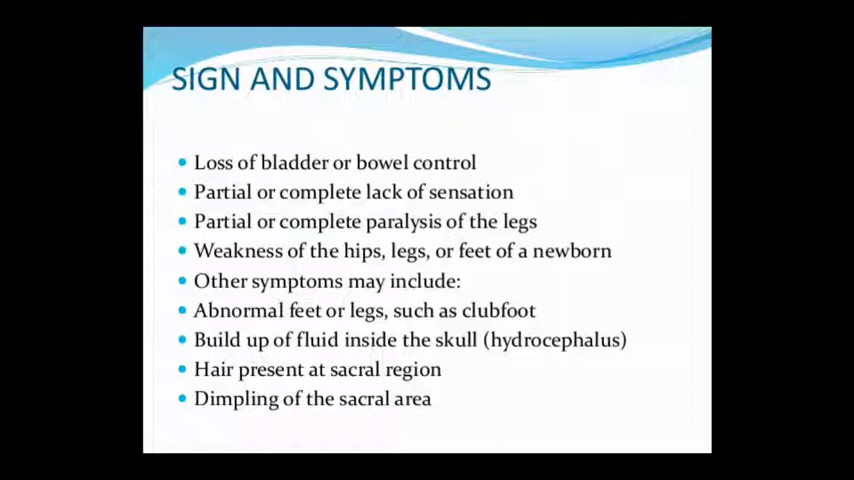 SIGN AND SYMPTOMS
• Loss of bladder or bowel control
• Partial or complete lack of sensation
• Partial or complete paralysis of the legs
• Weakness of the hips, legs, or feet of a newborn
• Other symptoms may include:
• Abnormal feet or legs, such as clubfoot
• Build up of fluid inside the skull (hydrocephalus)
• Hair present at sacral region
• Dimpling of the sacral area